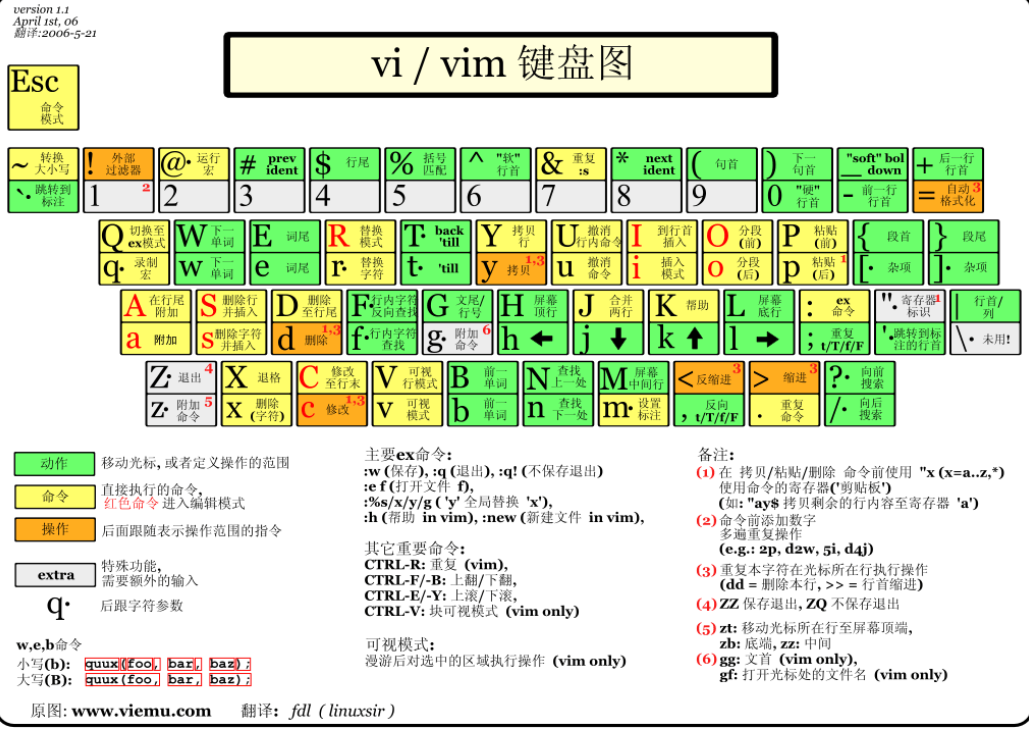 version 1.1
April 1st, 06
翻译:2006-5-21
vi / vim 键盘图
Esc 命令模式
~ 转换大小写
! 外部过滤器
@· 运行宏
# prev ident
$ 行尾
% 括号匹配
^ "软"行首
& 重复 :s
* next ident
( 句首
) 下一句首
"soft" bol down _
+ 后一行行首
`· 跳转到标注
1 2
2
3
4
5
6
7
8
9
0 "硬"行首
- 前一行行首
= 自动格式化 3
Q 切换至ex模式
W 下一单词
E 词尾
R 替换模式
T· back 'till
Y 拷贝行
U 撤消行内命令
I 到行首插入
O 分段(前)
P 粘贴(前)
{ 段首
} 段尾
q· 录制宏
w 下一单词
e 词尾
r· 替换字符
t· 'till
y 拷贝 1,3
u 撤消命令
i 插入模式
o 分段(后)
p 粘贴(后) 1
[· 杂项
]· 杂项
A 在行尾附加
S 删除行并插入
D 删除至行尾
F· 行内字符反向查找
G 文尾/行号
H 屏幕顶行
J 合并两行
K 帮助
L 屏幕底行
: ex 命令
"· 寄存器标识 1
| 行首/列
a 附加
s 删除字符并插入
d 删除 1,3
f· 行内字符查找
g· 附加命令 6
h ←
j ↓
k ↑
l →
; 重复 t/T/f/F
'· 跳转到标注的行首
\· 未用!
Z· 退出 4
X 退格
C 修改至行末
V 可视行模式
B 前一单词
N 查找上一处
M 屏幕中间行
< 反缩进 3
> 缩进 3
?· 向前搜索
z· 附加命令 5
x 删除(字符)
c 修改 1,3
v 可视模式
b 前一单词
n 查找下一处
m· 设置标注
, 反向 t/T/f/F
. 重复命令
/· 向后搜索
动作 移动光标, 或者定义操作的范围
命令 直接执行的命令,
红色命令 进入编辑模式
操作 后面跟随表示操作范围的指令
extra 特殊功能,
需要额外的输入
q· 后跟字符参数
w,e,b命令
小写(b): quux(foo, bar, baz);
大写(B): quux(foo, bar, baz);
主要ex命令:
:w (保存), :q (退出), :q! (不保存退出)
:e f (打开文件 f),
:%s/x/y/g ( 'y' 全局替换 'x'),
:h (帮助 in vim), :new (新建文件 in vim),
其它重要命令:
CTRL-R: 重复 (vim),
CTRL-F/-B: 上翻/下翻,
CTRL-E/-Y: 上滚/下滚,
CTRL-V: 块可视模式 (vim only)
可视模式:
漫游后对选中的区域执行操作 (vim only)
备注:
(1) 在 拷贝/粘贴/删除 命令前使用 "x (x=a..z,*)
使用命令的寄存器('剪贴板')
(如: "ay$ 拷贝剩余的行内容至寄存器 'a')
(2) 命令前添加数字
多遍重复操作
(e.g.: 2p, d2w, 5i, d4j)
(3) 重复本字符在光标所在行执行操作
(dd = 删除本行, >> = 行首缩进)
(4) ZZ 保存退出, ZQ 不保存退出
(5) zt: 移动光标所在行至屏幕顶端,
zb: 底端, zz: 中间
(6) gg: 文首 (vim only),
gf: 打开光标处的文件名 (vim only)
原图: www.viemu.com 翻译: fdl ( linuxsir )